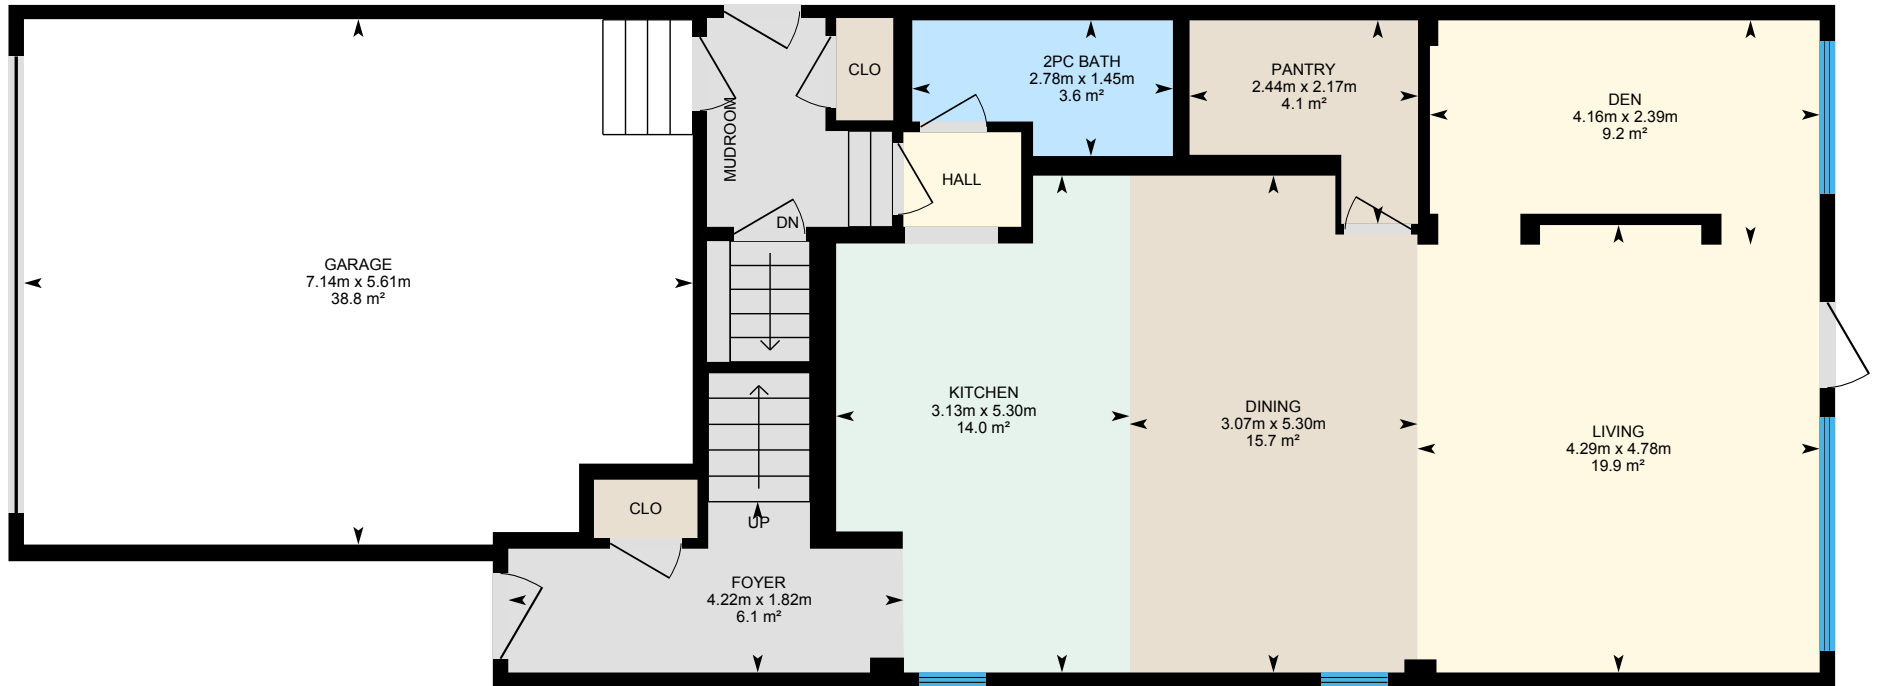 CLO
2PC BATH
2.78m x 1.45m
3.6 m²
PANTRY
2.44m x 2.17m
4.1 m²
DEN
4.16m x 2.39m
9.2 m²
MUDROOM
HALL
DN
GARAGE
7.14m x 5.61m
38.8 m²
KITCHEN
3.13m x 5.30m
14.0 m²
DINING
3.07m x 5.30m
15.7 m²
LIVING
4.29m x 4.78m
19.9 m²
CLO
UP
FOYER
4.22m x 1.82m
6.1 m²